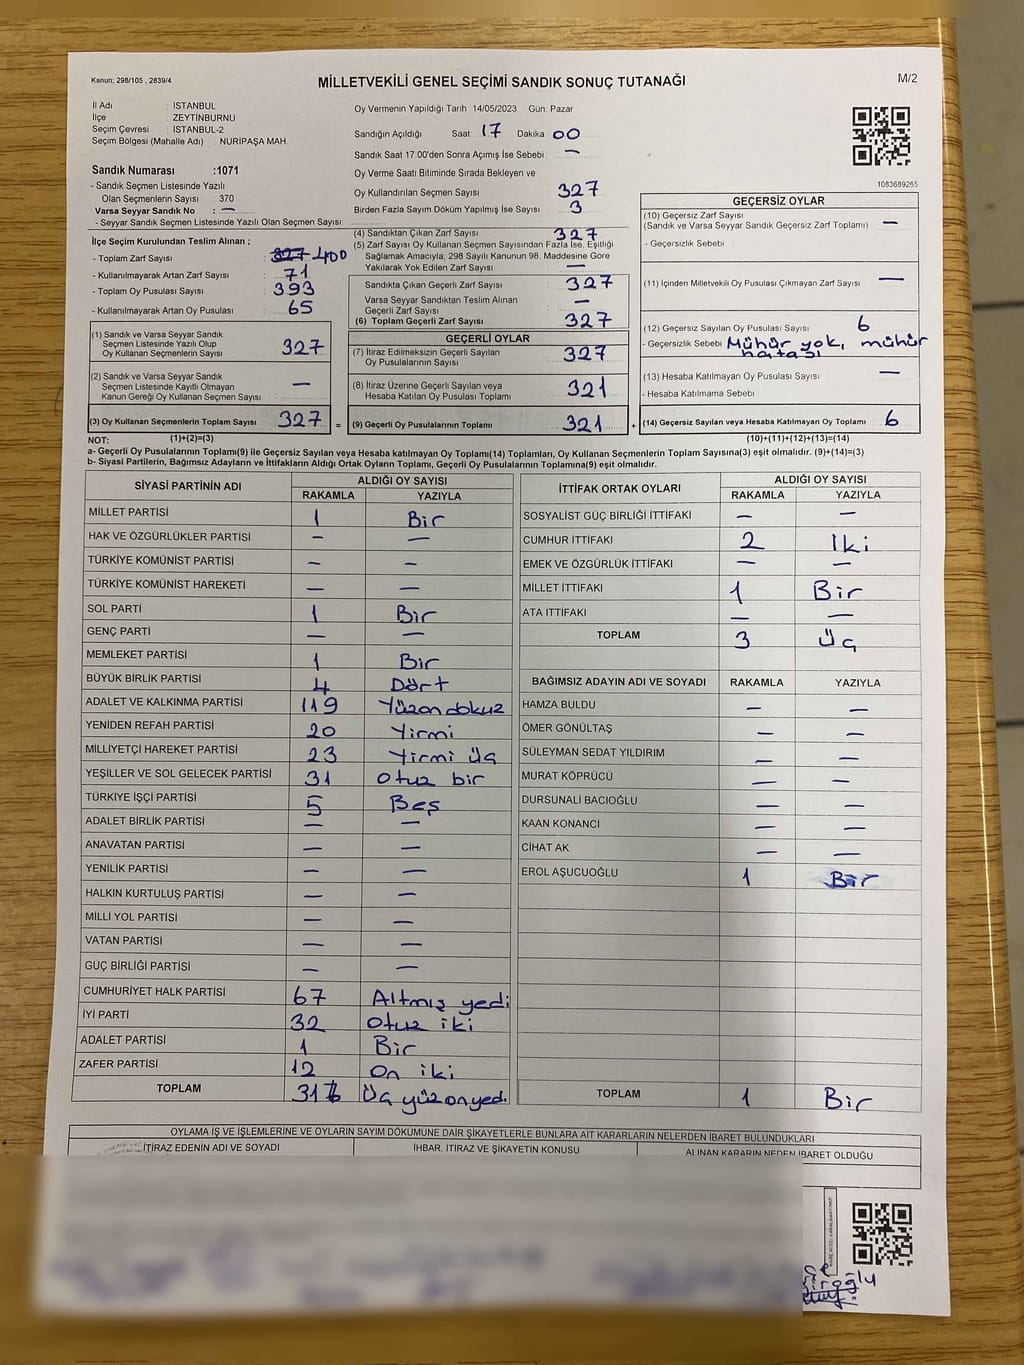 Kanun; 298/105 , 2839/4
MİLLETVEKİLİ GENEL SEÇİMİ SANDIK SONUÇ TUTANAĞI
M/2
İl Adı : İSTANBUL
İlçe : ZEYTİNBURNU
Seçim Çevresi : İSTANBUL-2
Seçim Bölgesi (Mahalle Adı) : NURİPAŞA MAH.
Sandık Numarası :1071
- Sandık Seçmen Listesinde Yazılı
Olan Seçmenlerin Sayısı : 370
Varsa Seyyar Sandık No : —
- Seyyar Sandık Seçmen Listesinde Yazılı Olan Seçmen Sayısı:
İlçe Seçim Kurulundan Teslim Alınan ;
- Toplam Zarf Sayısı : 327 400
- Kullanılmayarak Artan Zarf Sayısı : 71
- Toplam Oy Pusulası Sayısı : 393
- Kullanılmayarak Artan Oy Pusulası : 65
Oy Vermenin Yapıldığı Tarih : 14/05/2023 Gün: Pazar
Sandığın Açıldığı Saat 17 Dakika 00
Sandık Saat 17:00'den Sonra Açımış İse Sebebi : —
Oy Verme Saati Bitiminde Sırada Bekleyen ve
Oy Kullandırılan Seçmen Sayısı 327
Birden Fazla Sayım Döküm Yapılmış İse Sayısı 3
(4) Sandıktan Çıkan Zarf Sayısı 327
(5) Zarf Sayısı Oy Kullanan Seçmen Sayısından Fazla İse, Eşitliği
Sağlamak Amacıyla; 298 Sayılı Kanunun 98. Maddesine Göre
Yakılarak Yok Edilen Zarf Sayısı —
Sandıkta Çıkan Geçerli Zarf Sayısı : 327
Varsa Seyyar Sandıktan Teslim Alınan
Geçerli Zarf Sayısı —
(6) Toplam Geçerli Zarf Sayısı : 327
1083689265
GEÇERSİZ OYLAR
(10) Geçersiz Zarf Sayısı
(Sandık ve Varsa Seyyar Sandık Geçersiz Zarf Toplamı) —
- Geçersizlik Sebebi :
(11) İçinden Milletvekili Oy Pusulası Çıkmayan Zarf Sayısı —
(12) Geçersiz Sayılan Oy Pusulası Sayısı 6
- Geçersizlik Sebebi Mühür yok, mühür
hatası
(13) Hesaba Katılmayan Oy Pusulası Sayısı —
- Hesaba Katılmama Sebebi
(1) Sandık ve Varsa Seyyar Sandık
Seçmen Listesinde Yazılı Olup
Oy Kullanan Seçmenlerin Sayısı : 327
(2) Sandık ve Varsa Seyyar Sandık
Seçmen Listesinde Kayıtlı Olmayan
Kanun Gereği Oy Kullanan Seçmen Sayısı : —
GEÇERLİ OYLAR
(7) İtiraz Edilmeksizin Geçerli Sayılan
Oy Pusulalarının Sayısı : 327
(8) İtiraz Üzerine Geçerli Sayılan veya
Hesaba Katılan Oy Pusulası Toplamı : 321
(3) Oy Kullanan Seçmenlerin Toplam Sayısı : 327 = (9) Geçerli Oy Pusulalarının Toplamı : 321 + (14) Geçersiz Sayılan veya Hesaba Katılmayan Oy Toplamı 6
NOT: (1)+(2)=(3) (10)+(11)+(12)+(13)=(14)
a- Geçerli Oy Pusulalarının Toplamı(9) ile Geçersiz Sayılan veya Hesaba katılmayan Oy Toplamı(14) Toplamları, Oy Kullanan Seçmenlerin Toplam Sayısına(3) eşit olmalıdır. (9)+(14)=(3)
b- Siyasi Partilerin, Bağımsız Adayların ve İttifakların Aldığı Ortak Oyların Toplamı, Geçerli Oy Pusulalarının Toplamına(9) eşit olmalıdır.
SİYASİ PARTİNİN ADI ALDIĞI OY SAYISI
RAKAMLA YAZIYLA
MİLLET PARTİSİ 1 Bir
HAK VE ÖZGÜRLÜKLER PARTİSİ — —
TÜRKİYE KOMÜNİST PARTİSİ — —
TÜRKİYE KOMÜNİST HAREKETİ — —
SOL PARTİ 1 Bir
GENÇ PARTİ — —
MEMLEKET PARTİSİ 1 Bir
BÜYÜK BİRLİK PARTİSİ 4 Dört
ADALET VE KALKINMA PARTİSİ 119 Yüzondokuz
YENİDEN REFAH PARTİSİ 20 Yirmi
MİLLİYETÇİ HAREKET PARTİSİ 23 Yirmi üç
YEŞİLLER VE SOL GELECEK PARTİSİ 31 Otuz bir
TÜRKİYE İŞÇİ PARTİSİ 5 Beş
ADALET BİRLİK PARTİSİ — —
ANAVATAN PARTİSİ — —
YENİLİK PARTİSİ — —
HALKIN KURTULUŞ PARTİSİ — —
MİLLİ YOL PARTİSİ — —
VATAN PARTİSİ — —
GÜÇ BİRLİĞİ PARTİSİ — —
CUMHURİYET HALK PARTİSİ 67 Altmış yedi
İYİ PARTİ 32 Otuz iki
ADALET PARTİSİ 1 Bir
ZAFER PARTİSİ 12 On iki
TOPLAM 317 Üç yüzonyed.
İTTİFAK ORTAK OYLARI ALDIĞI OY SAYISI
RAKAMLA YAZIYLA
SOSYALİST GÜÇ BİRLİĞİ İTTİFAKI — —
CUMHUR İTTİFAKI 2 İki
EMEK VE ÖZGÜRLÜK İTTİFAKI — —
MİLLET İTTİFAKI 1 Bir
ATA İTTİFAKI — —
TOPLAM 3 Üç
BAĞIMSIZ ADAYIN ADI VE SOYADI RAKAMLA YAZIYLA
HAMZA BULDU — —
ÖMER GÖNÜLTAŞ — —
SÜLEYMAN SEDAT YILDIRIM — —
MURAT KÖPRÜCÜ — —
DURSUNALİ BACIOĞLU — —
KAAN KONANCI — —
CİHAT AK — —
EROL AŞUCUOĞLU 1 Bir
TOPLAM 1 Bir
OYLAMA İŞ VE İŞLEMLERİNE VE OYLARIN SAYIM DÖKÜMÜNE DAİR ŞİKAYETLERLE BUNLARA AİT KARARLARIN NELERDEN İBARET BULUNDUKLARI
İTİRAZ EDENİN ADI VE SOYADI İHBAR, İTİRAZ VE ŞİKAYETİN KONUSU ALINAN KARARIN NEDEN İBARET OLDUĞU